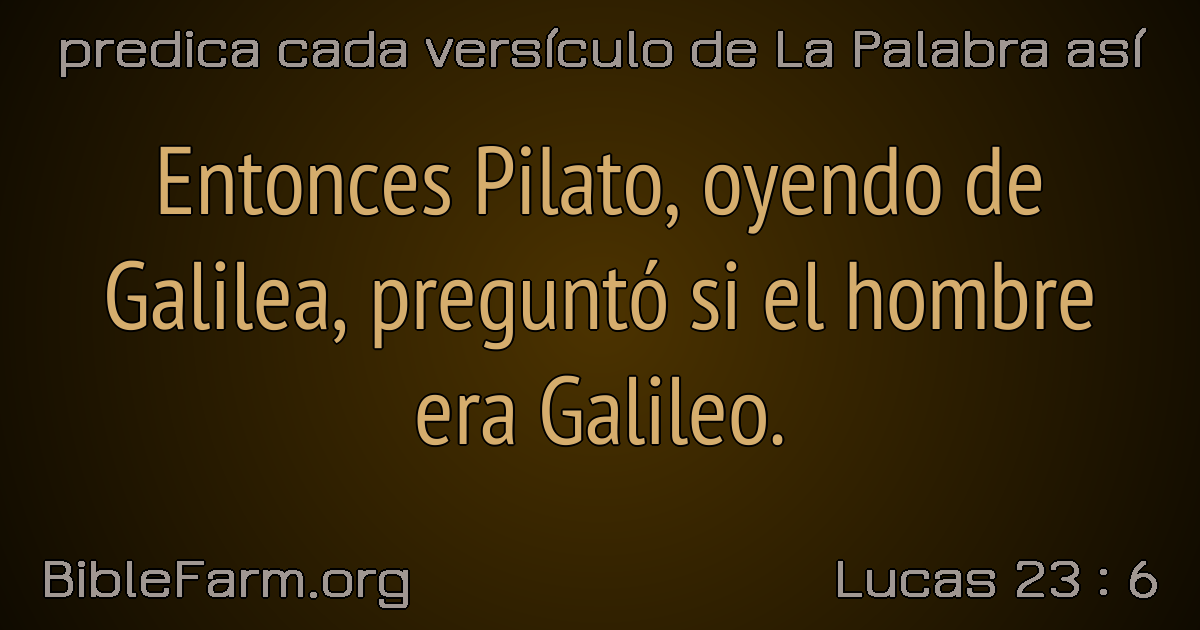 predica cada versículo de La Palabra así
Entonces Pilato, oyendo de
Galilea, preguntó si el hombre
era Galileo.
BibleFarm.org
Lucas 23 : 6